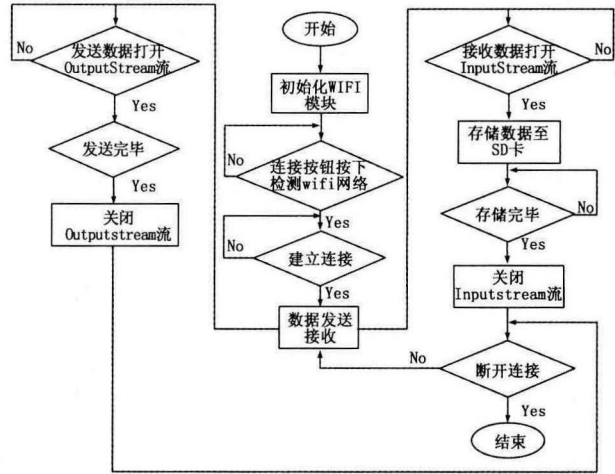 开始
初始化WIFI
模块
连接按钮按下
检测wifi网络
No
Yes
建立连接
No
Yes
数据发送
接收
发送数据打开
OutputStream流
No
Yes
发送完毕
Yes
关闭
Outputstream流
接收数据打开
InputStream流
No
Yes
存储数据至
SD卡
存储完毕
No
Yes
关闭
Inputstream流
断开连接
No
Yes
结束